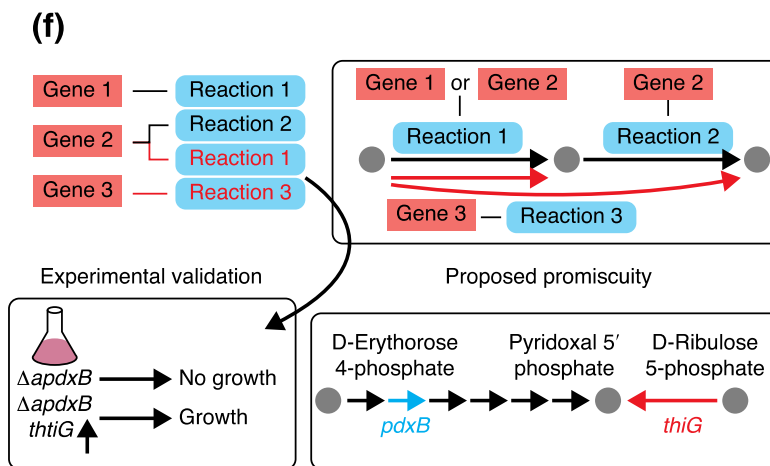 (f)
Gene 1
Reaction 1
Gene 2
Reaction 2
Reaction 1
Gene 3
Reaction 3
Gene 1 or Gene 2
Gene 2
Reaction 1
Reaction 2
Gene 3
Reaction 3
Experimental validation
Proposed promiscuity
ΔapdxB
No growth
ΔapdxB
thtiG
Growth
D-Erythorose
4-phosphate
Pyridoxal 5′
phosphate
D-Ribulose
5-phosphate
pdxB
thiG